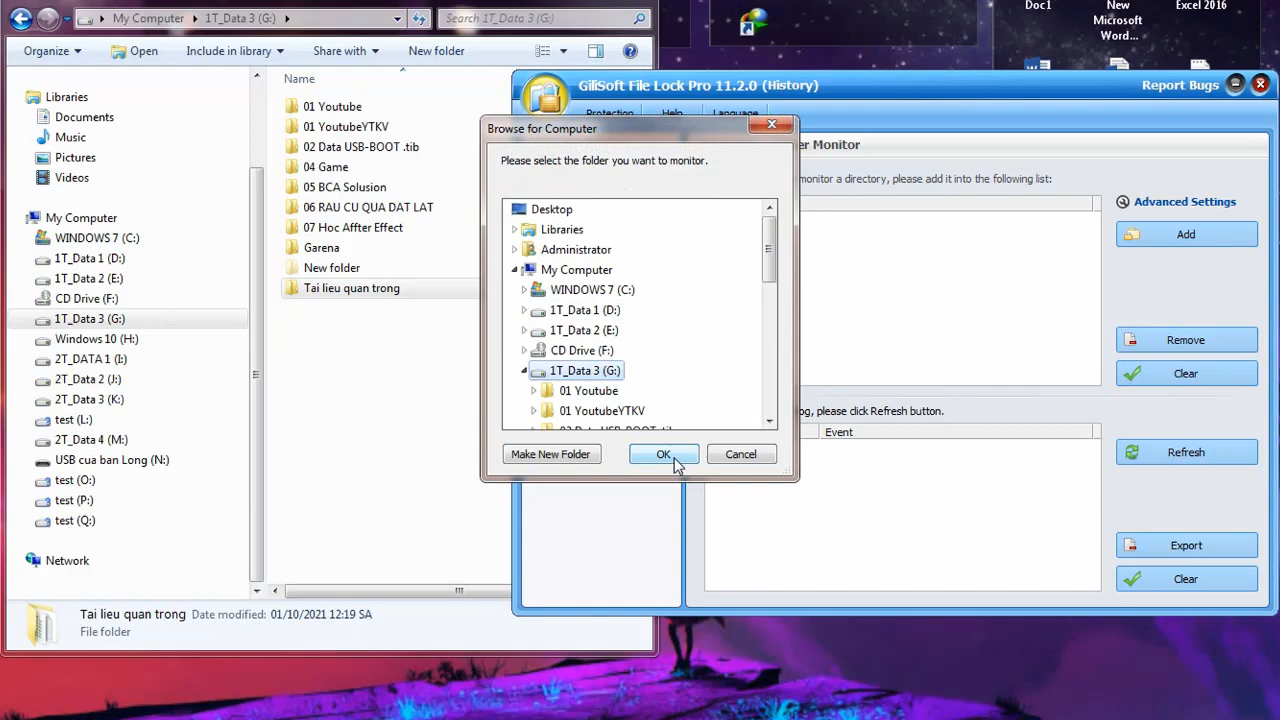 My Computer
1T_Data 3 (G:)
Search 1T_Data 3 (G:)
Organize
Open
Include in library
Share with
New folder
Libraries
Documents
Music
Pictures
Videos
My Computer
WINDOWS 7 (C:)
1T_Data 1 (D:)
1T_Data 2 (E:)
CD Drive (F:)
1T_Data 3 (G:)
Windows 10 (H:)
2T_DATA 1 (I:)
2T_Data 2 (J:)
2T_Data 3 (K:)
test (L:)
2T_Data 4 (M:)
USB cua ban Long (N:)
test (O:)
test (P:)
test (Q:)
Network
Name
01 Youtube
01 YoutubeYTKV
02 Data USB-BOOT .tib
04 Game
05 BCA Solusion
06 RAU CU QUA DAT LAT
07 Hoc Affter Effect
Garena
New folder
Tai lieu quan trong
Tai lieu quan trong Date modified: 01/10/2021 12:19 SA
File folder
Doc1
New Microsoft Word...
Excel 2016
GiliSoft File Lock Pro 11.2.0 (History)
Report Bugs
Protection
Help
Language
er Monitor
monitor a directory, please add it into the following list:
Advanced Settings
Add
Remove
Clear
og, please click Refresh button.
Event
Refresh
Export
Clear
Browse for Computer
Please select the folder you want to monitor.
Desktop
Libraries
Administrator
My Computer
WINDOWS 7 (C:)
1T_Data 1 (D:)
1T_Data 2 (E:)
CD Drive (F:)
1T_Data 3 (G:)
01 Youtube
01 YoutubeYTKV
02 Data USB-BOOT .tib
Make New Folder
OK
Cancel